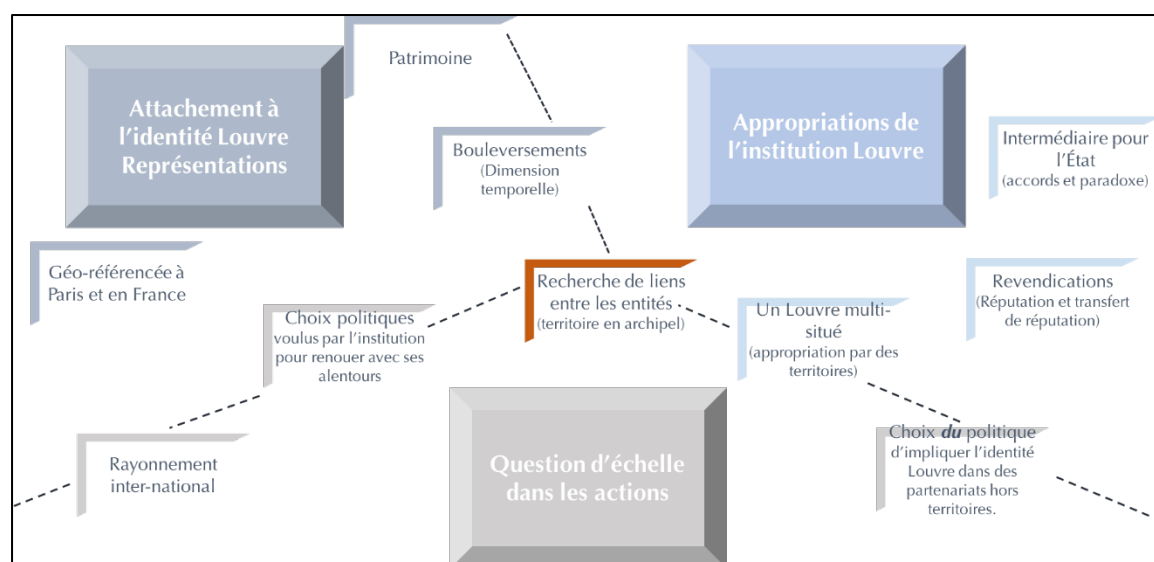 Patrimoine
Attachement à
l'identité Louvre
Représentations
Appropriations de
l'institution Louvre
Bouleversements
(Dimension
temporelle)
Intermédiaire pour
l'État
(accords et paradoxe)
Géo-référencée à
Paris et en France
Recherche de liens
entre les entités
(territoire en archipel)
Revendications
(Réputation et transfert
de réputation)
Choix politiques
voulus par l'institution
pour renouer avec ses
alentours
Un Louvre multi-
situé
(appropriation par des
territoires)
Rayonnement
inter-national
Question d'échelle
dans les actions
Choix du politique
d'impliquer l'identité
Louvre dans des
partenariats hors
territoires.